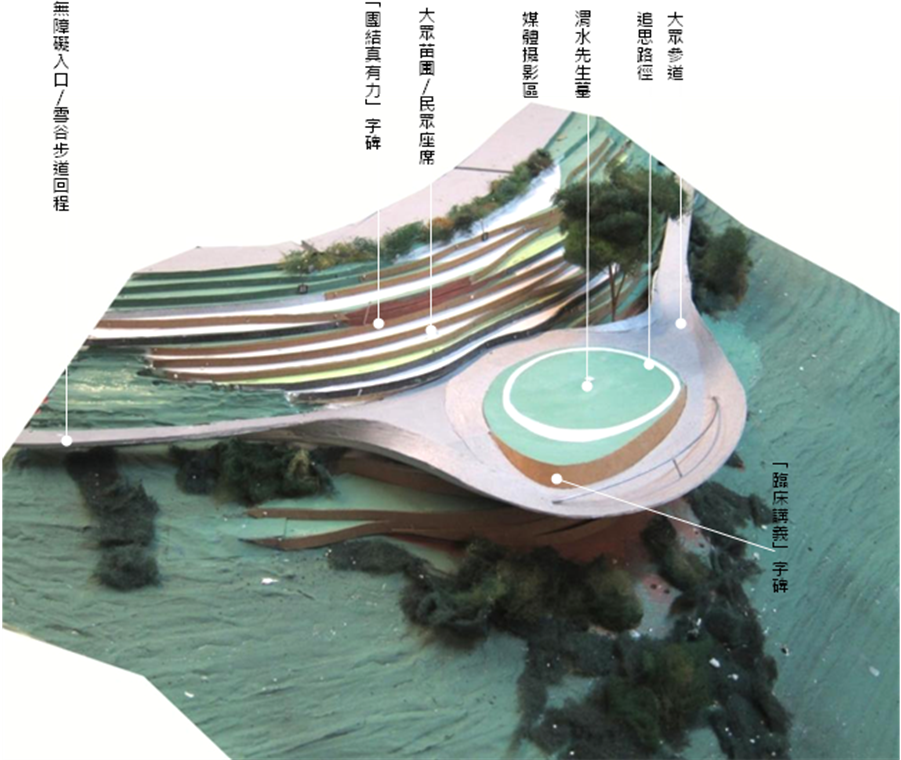 大眾參道
追思路徑
渭水先生墓
媒體攝影區
大眾苗圃/民眾座席
「團結真有力」字碑
無障礙入口/雪谷步道回程
「臨床講義」字碑